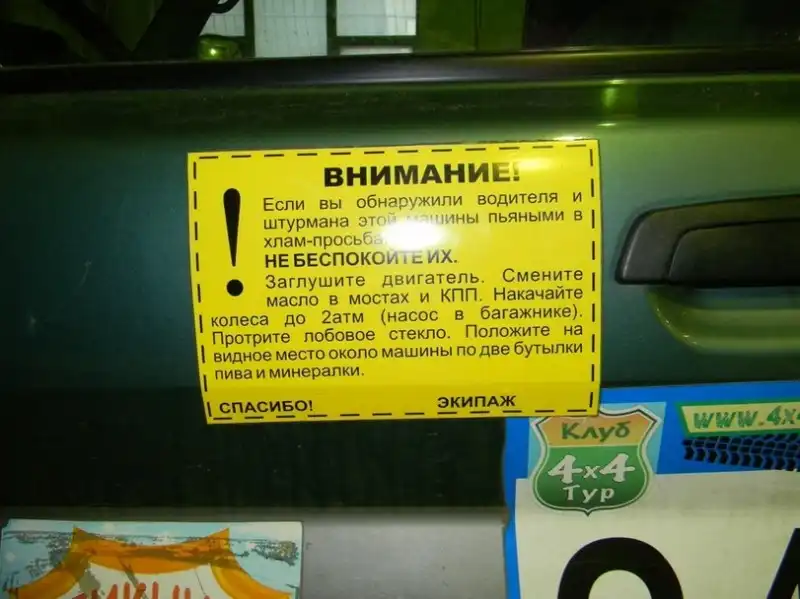 ВНИМАНИЕ!
!
Если вы обнаружили водителя и
штурмана этой машины пьяными в
хлам-просьба
НЕ БЕСПОКОЙТЕ ИХ.
Заглушите двигатель. Смените
масло в мостах и КПП. Накачайте
колеса до 2атм (насос в багажнике).
Протрите лобовое стекло. Положите на
видное место около машины по две бутылки
пива и минералки.
СПАСИБО! ЭКИПАЖ
Клуб
4x4
Тур
www.4x4